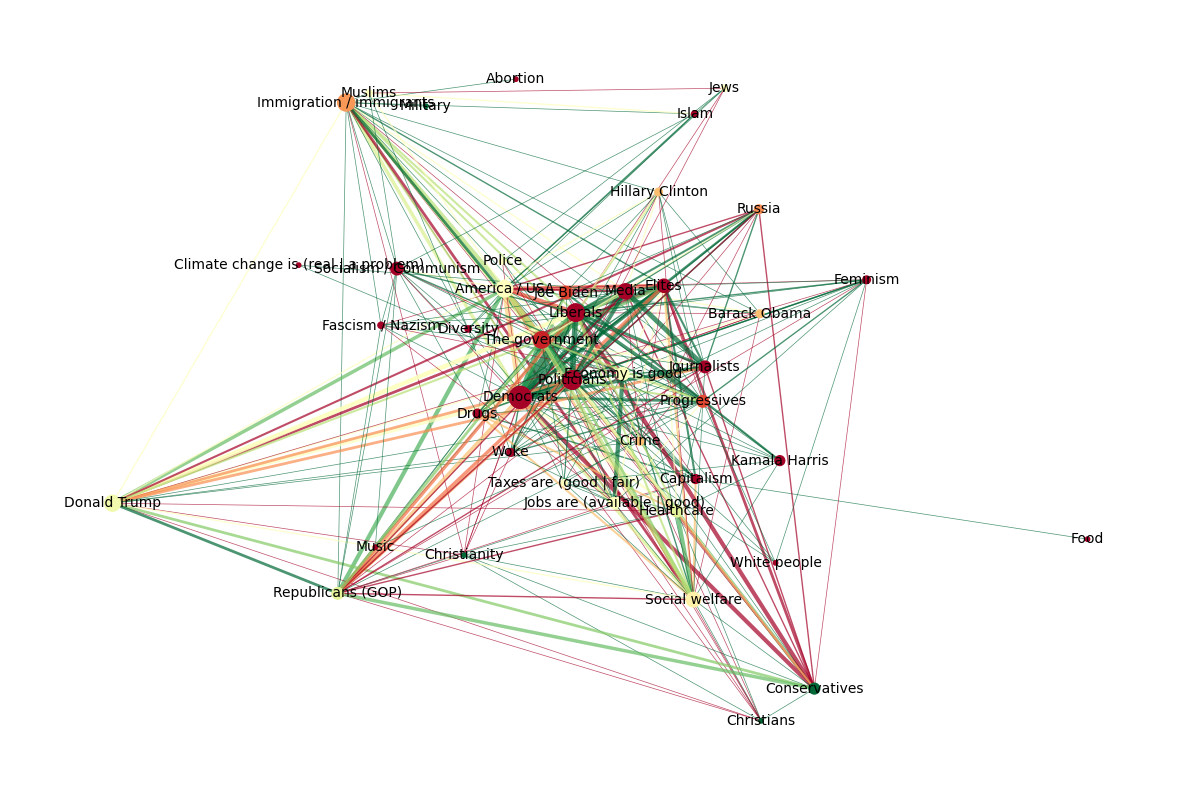 Abortion
Jews
Muslims
Immigration / immigrants
Military
Islam
Hillary Clinton
Russia
Police
Climate change is (real | a problem)
Socialism / Communism
Feminism
America / USA
Joe Biden
Media
Elites
Liberals
Barack Obama
Fascism / Nazism
Diversity
The government
Journalists
Economy is good
Politicians
Democrats
Progressives
Drugs
Crime
Woke
Kamala Harris
Taxes are (good | fair)
Capitalism
Donald Trump
Jobs are (available | good)
Healthcare
Food
Music
Christianity
White people
Republicans (GOP)
Social welfare
Conservatives
Christians